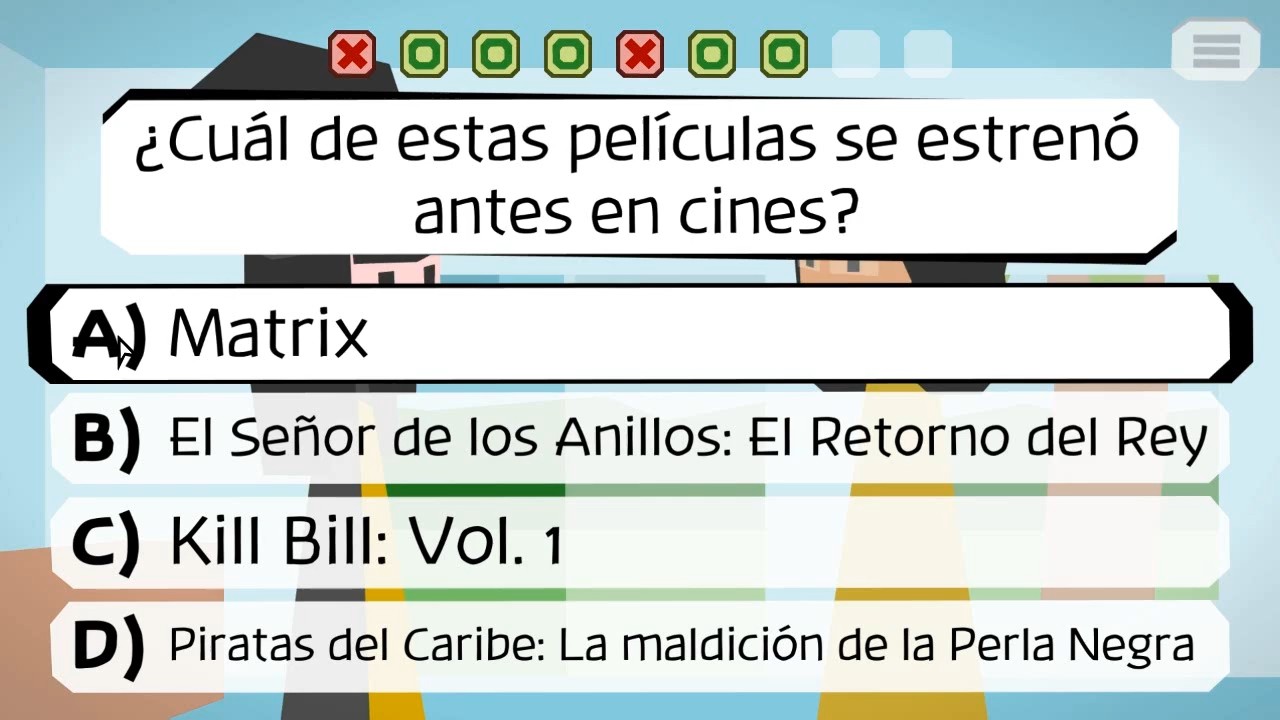 ¿Cuál de estas películas se estrenó
antes en cines?
A) Matrix
B) El Señor de los Anillos: El Retorno del Rey
C) Kill Bill: Vol. 1
D) Piratas del Caribe: La maldición de la Perla Negra